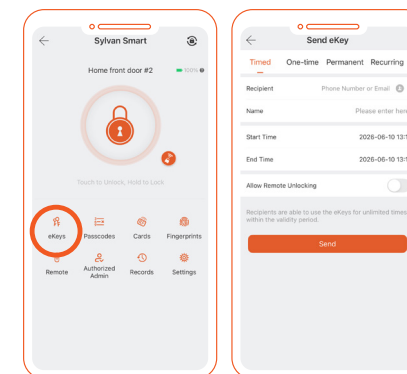 Sylvan Smart
Home front door #2
100%
Touch to Unlock, Hold to Lock
eKeys
Passcodes
Cards
Fingerprints
Remote
Authorized
Admin
Records
Settings
Send eKey
Timed
One-time
Permanent
Recurring
Recipient
Phone Number or Email
Name
Please enter here
Start Time
2026-06-10 13:1
End Time
2026-06-10 13:1
Allow Remote Unlocking
Recipients are able to use the eKeys for unlimited times
within the validity period.
Send